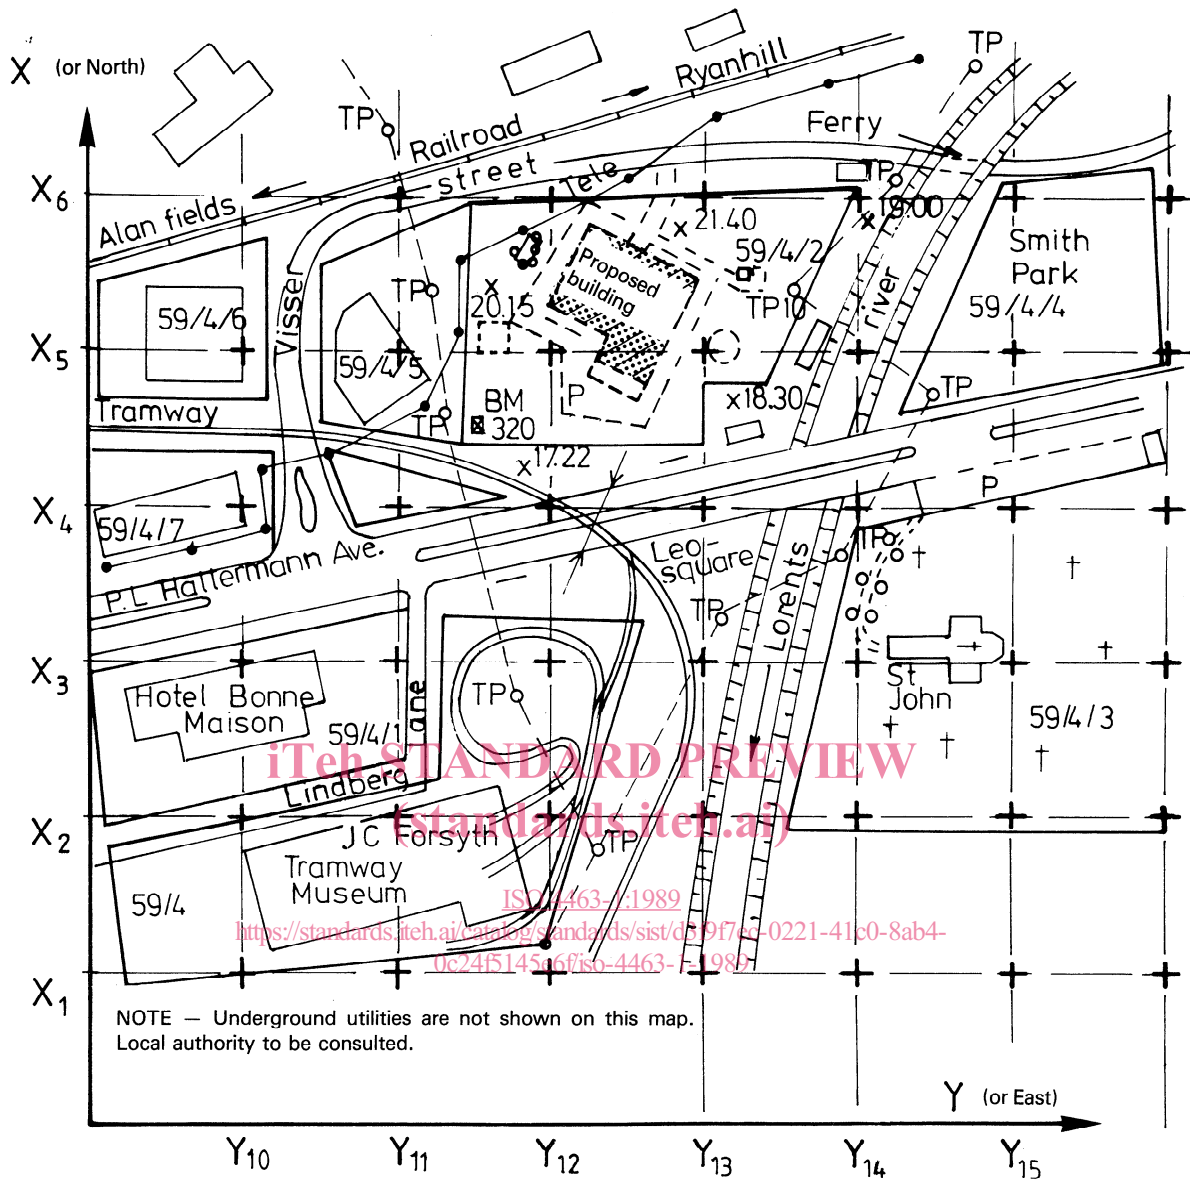 X (or North)
TP
Ryanhill
TP
Railroad
Ferry
street
Tele
TP
X6
Alan fields
21.40
19.00
59/4/2
Smith
Park
Proposed
building
Visser
TP
TP10
river
59/4/4
59/4/6
20.15
X5
59/4/5
TP
BM
320
P
18.30
Tramway
TP
17.22
P
X4
59/4/7
P.L Haltermann Ave.
Leo-
square
TP
Lorents
TP
X3
Hotel Bonne
Maison
TP
St
John
59/4/1
59/4/3
Lane
iTeh STANDARD PREVIEW
Lindberg
(standards.iteh.ai)
X2
J C Forsyth
TP
Tramway
Museum
59/4
ISO 4463-1:1989
https://standards.iteh.ai/catalog/standards/sist/d3f9f7ec-0221-41c0-8ab4-
0c24f5145c6f/iso-4463-1-1989
X1
NOTE — Underground utilities are not shown on this map.
Local authority to be consulted.
Y (or East)
Y10 Y11 Y12 Y13 Y14 Y15